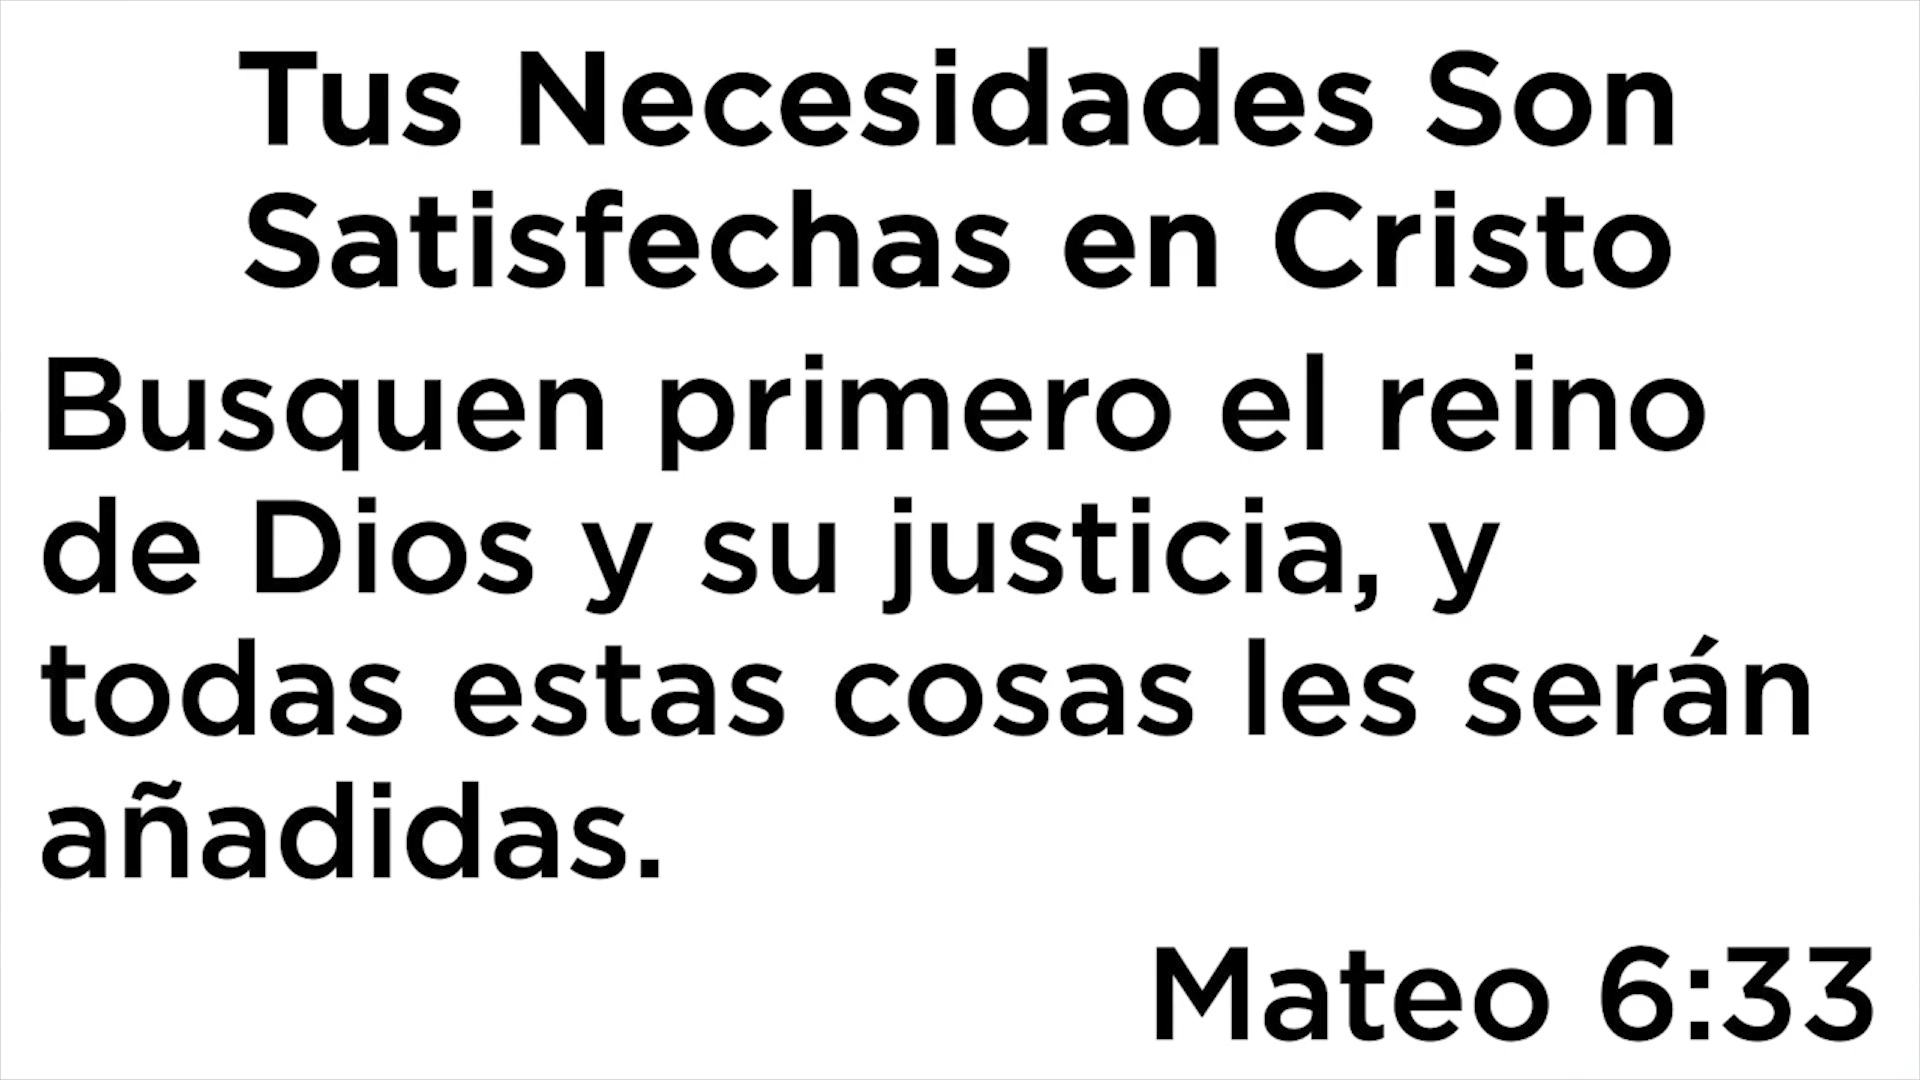 Tus Necesidades Son
Satisfechas en Cristo
Busquen primero el reino
de Dios y su justicia, y
todas estas cosas les serán
añadidas.
Mateo 6:33